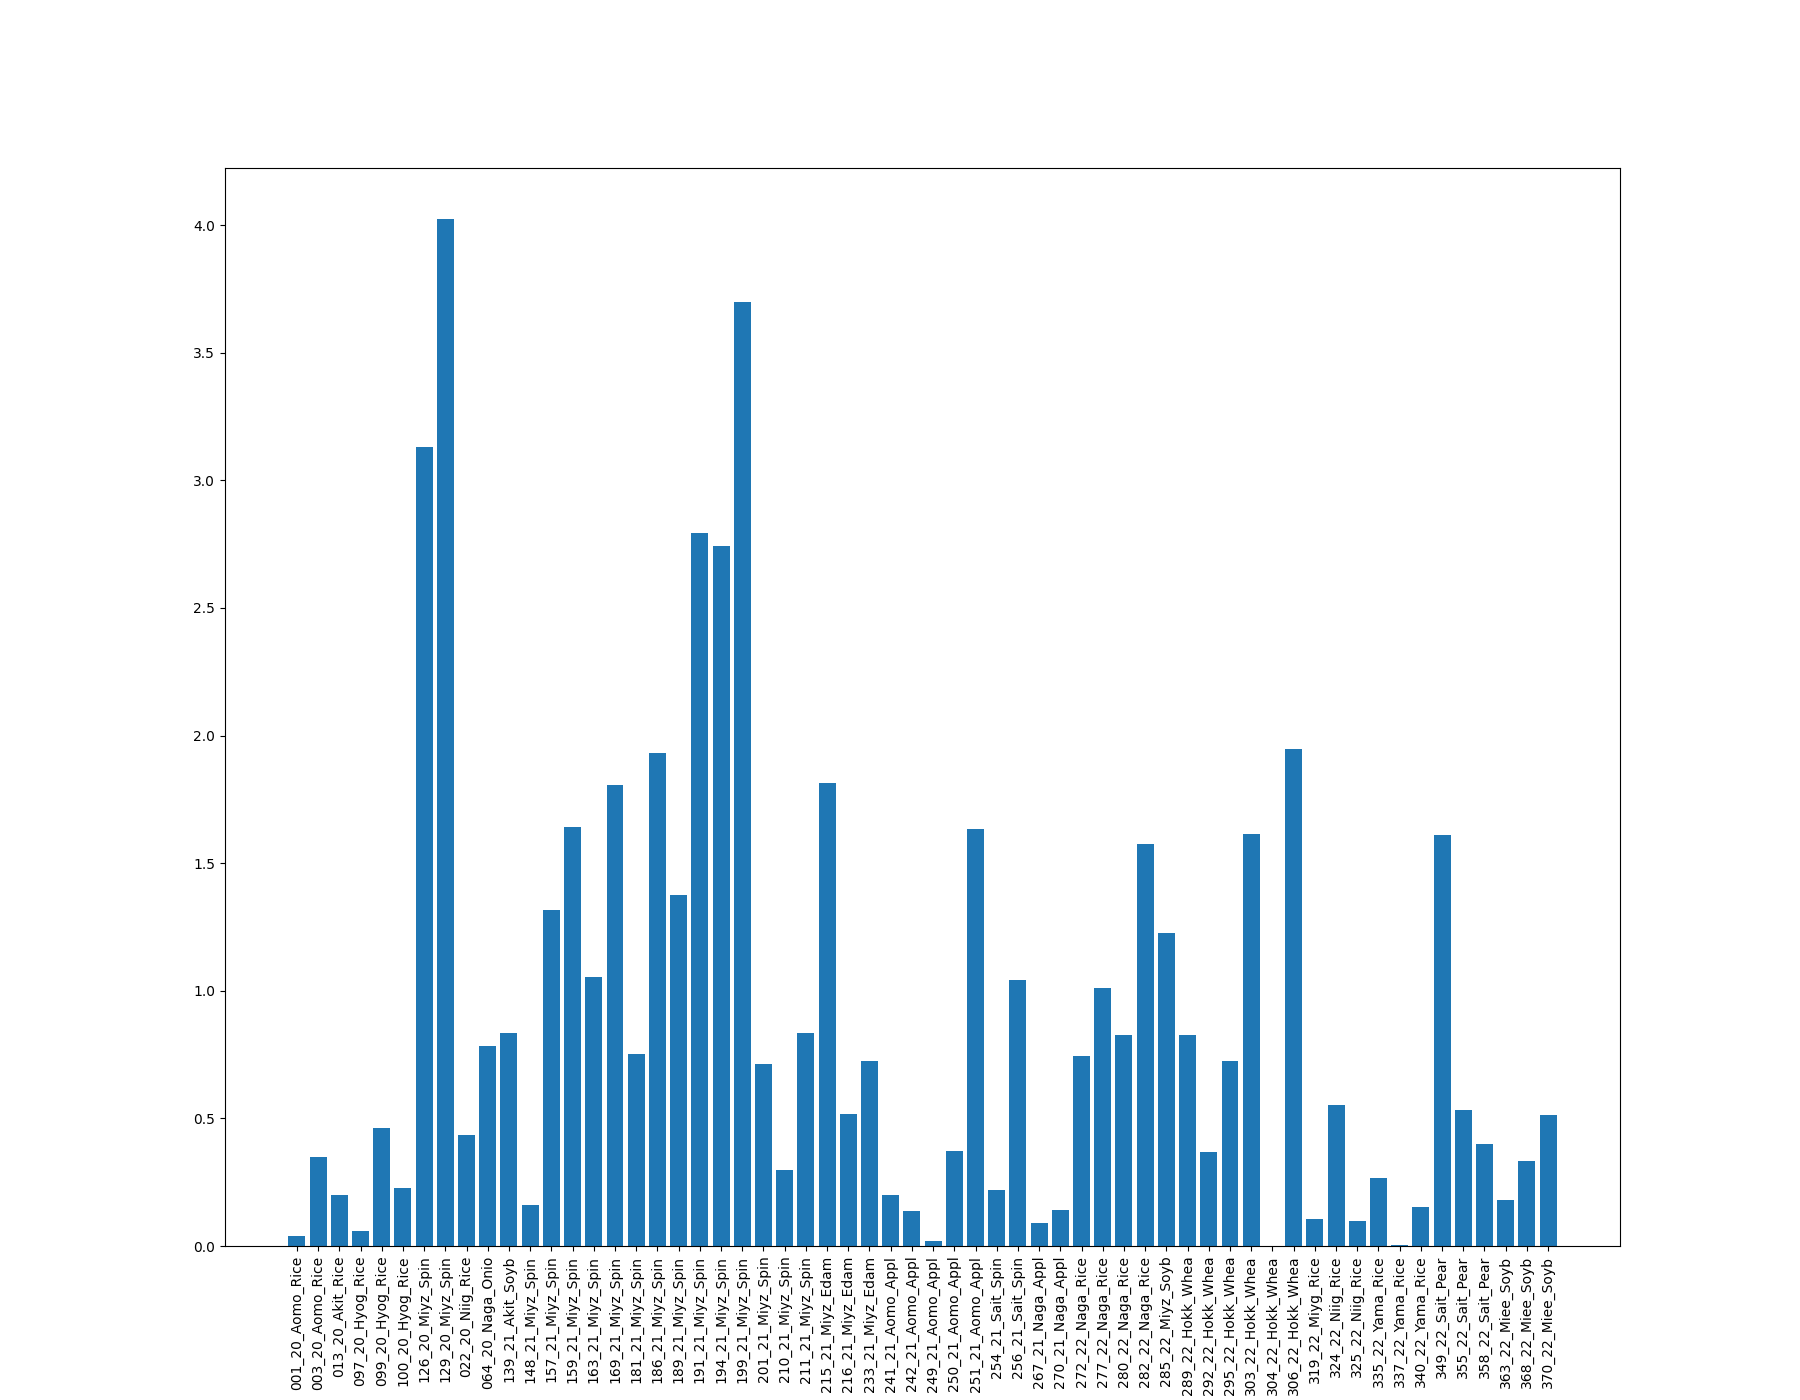 4.0
3.5
3.0
2.5
2.0
1.5
1.0
0.5
0.0
001_20_Aomo_Rice
003_20_Aomo_Rice
013_20_Akit_Rice
097_20_Hyog_Rice
099_20_Hyog_Rice
100_20_Hyog_Rice
126_20_Miyz_Spin
129_20_Miyz_Spin
022_20_Niig_Rice
064_20_Naga_Onio
139_21_Akit_Soyb
148_21_Miyz_Spin
157_21_Miyz_Spin
159_21_Miyz_Spin
163_21_Miyz_Spin
169_21_Miyz_Spin
181_21_Miyz_Spin
186_21_Miyz_Spin
189_21_Miyz_Spin
191_21_Miyz_Spin
194_21_Miyz_Spin
199_21_Miyz_Spin
201_21_Miyz_Spin
210_21_Miyz_Spin
211_21_Miyz_Spin
215_21_Miyz_Edam
216_21_Miyz_Edam
233_21_Miyz_Edam
241_21_Aomo_Appl
242_21_Aomo_Appl
249_21_Aomo_Appl
250_21_Aomo_Appl
251_21_Aomo_Appl
254_21_Sait_Spin
256_21_Sait_Spin
267_21_Naga_Appl
270_21_Naga_Appl
272_22_Naga_Rice
277_22_Naga_Rice
280_22_Naga_Rice
282_22_Naga_Rice
285_22_Miyz_Soyb
289_22_Hokk_Whea
292_22_Hokk_Whea
295_22_Hokk_Whea
303_22_Hokk_Whea
304_22_Hokk_Whea
306_22_Hokk_Whea
319_22_Miyg_Rice
324_22_Niig_Rice
325_22_Niig_Rice
335_22_Yama_Rice
337_22_Yama_Rice
340_22_Yama_Rice
349_22_Sait_Pear
355_22_Sait_Pear
358_22_Sait_Pear
363_22_Miee_Soyb
368_22_Miee_Soyb
370_22_Miee_Soyb